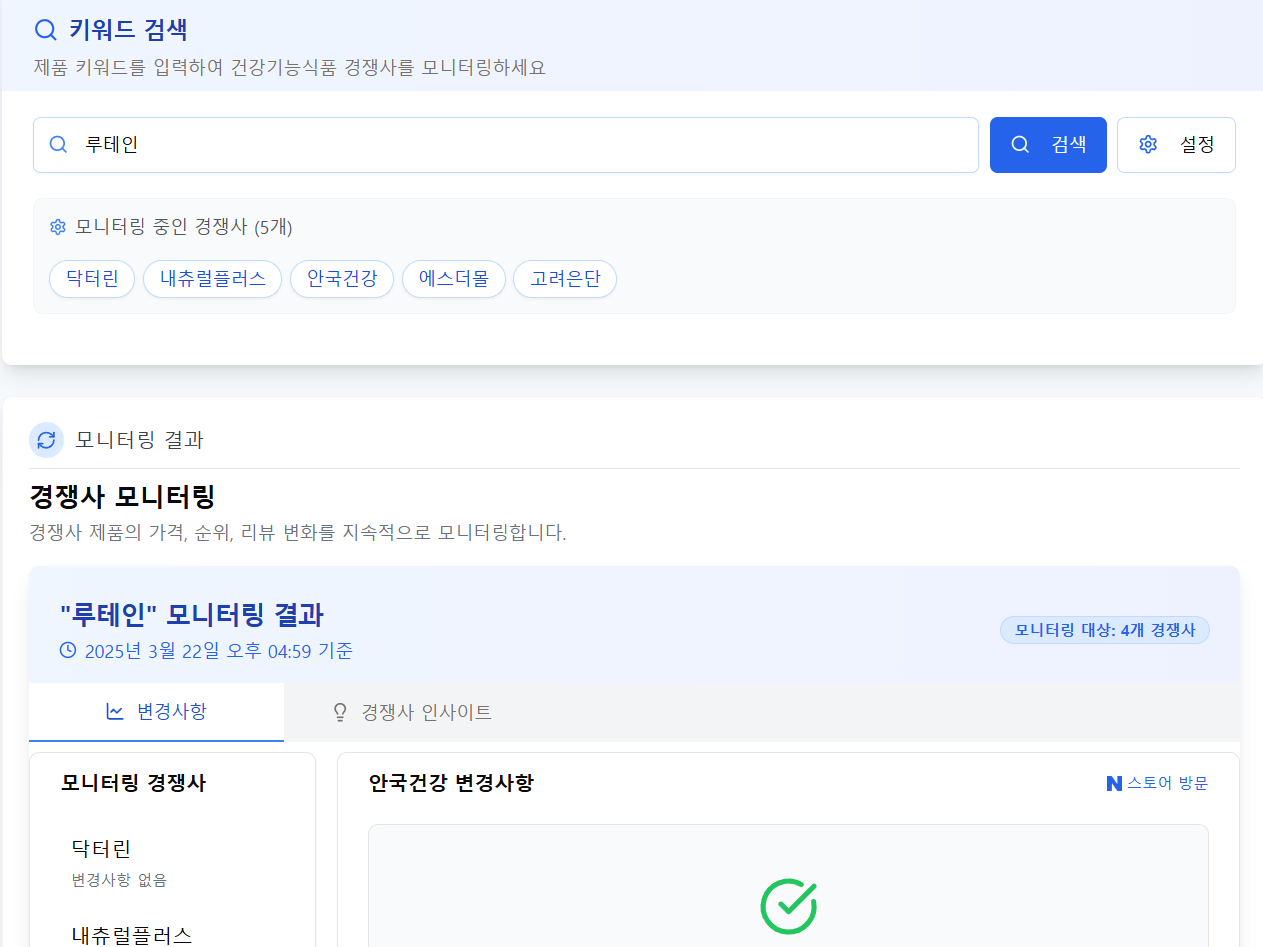 키워드 검색
제품 키워드를 입력하여 건강기능식품 경쟁사를 모니터링하세요
루테인
검색
설정
모니터링 중인 경쟁사 (5개)
닥터린
내츄럴플러스
안국건강
에스더몰
고려은단
모니터링 결과
경쟁사 모니터링
경쟁사 제품의 가격, 순위, 리뷰 변화를 지속적으로 모니터링합니다.
"루테인" 모니터링 결과
2025년 3월 22일 오후 04:59 기준
모니터링 대상: 4개 경쟁사
변경사항
경쟁사 인사이트
모니터링 경쟁사
닥터린
변경사항 없음
내츄럴플러스
안국건강 변경사항
N 스토어 방문